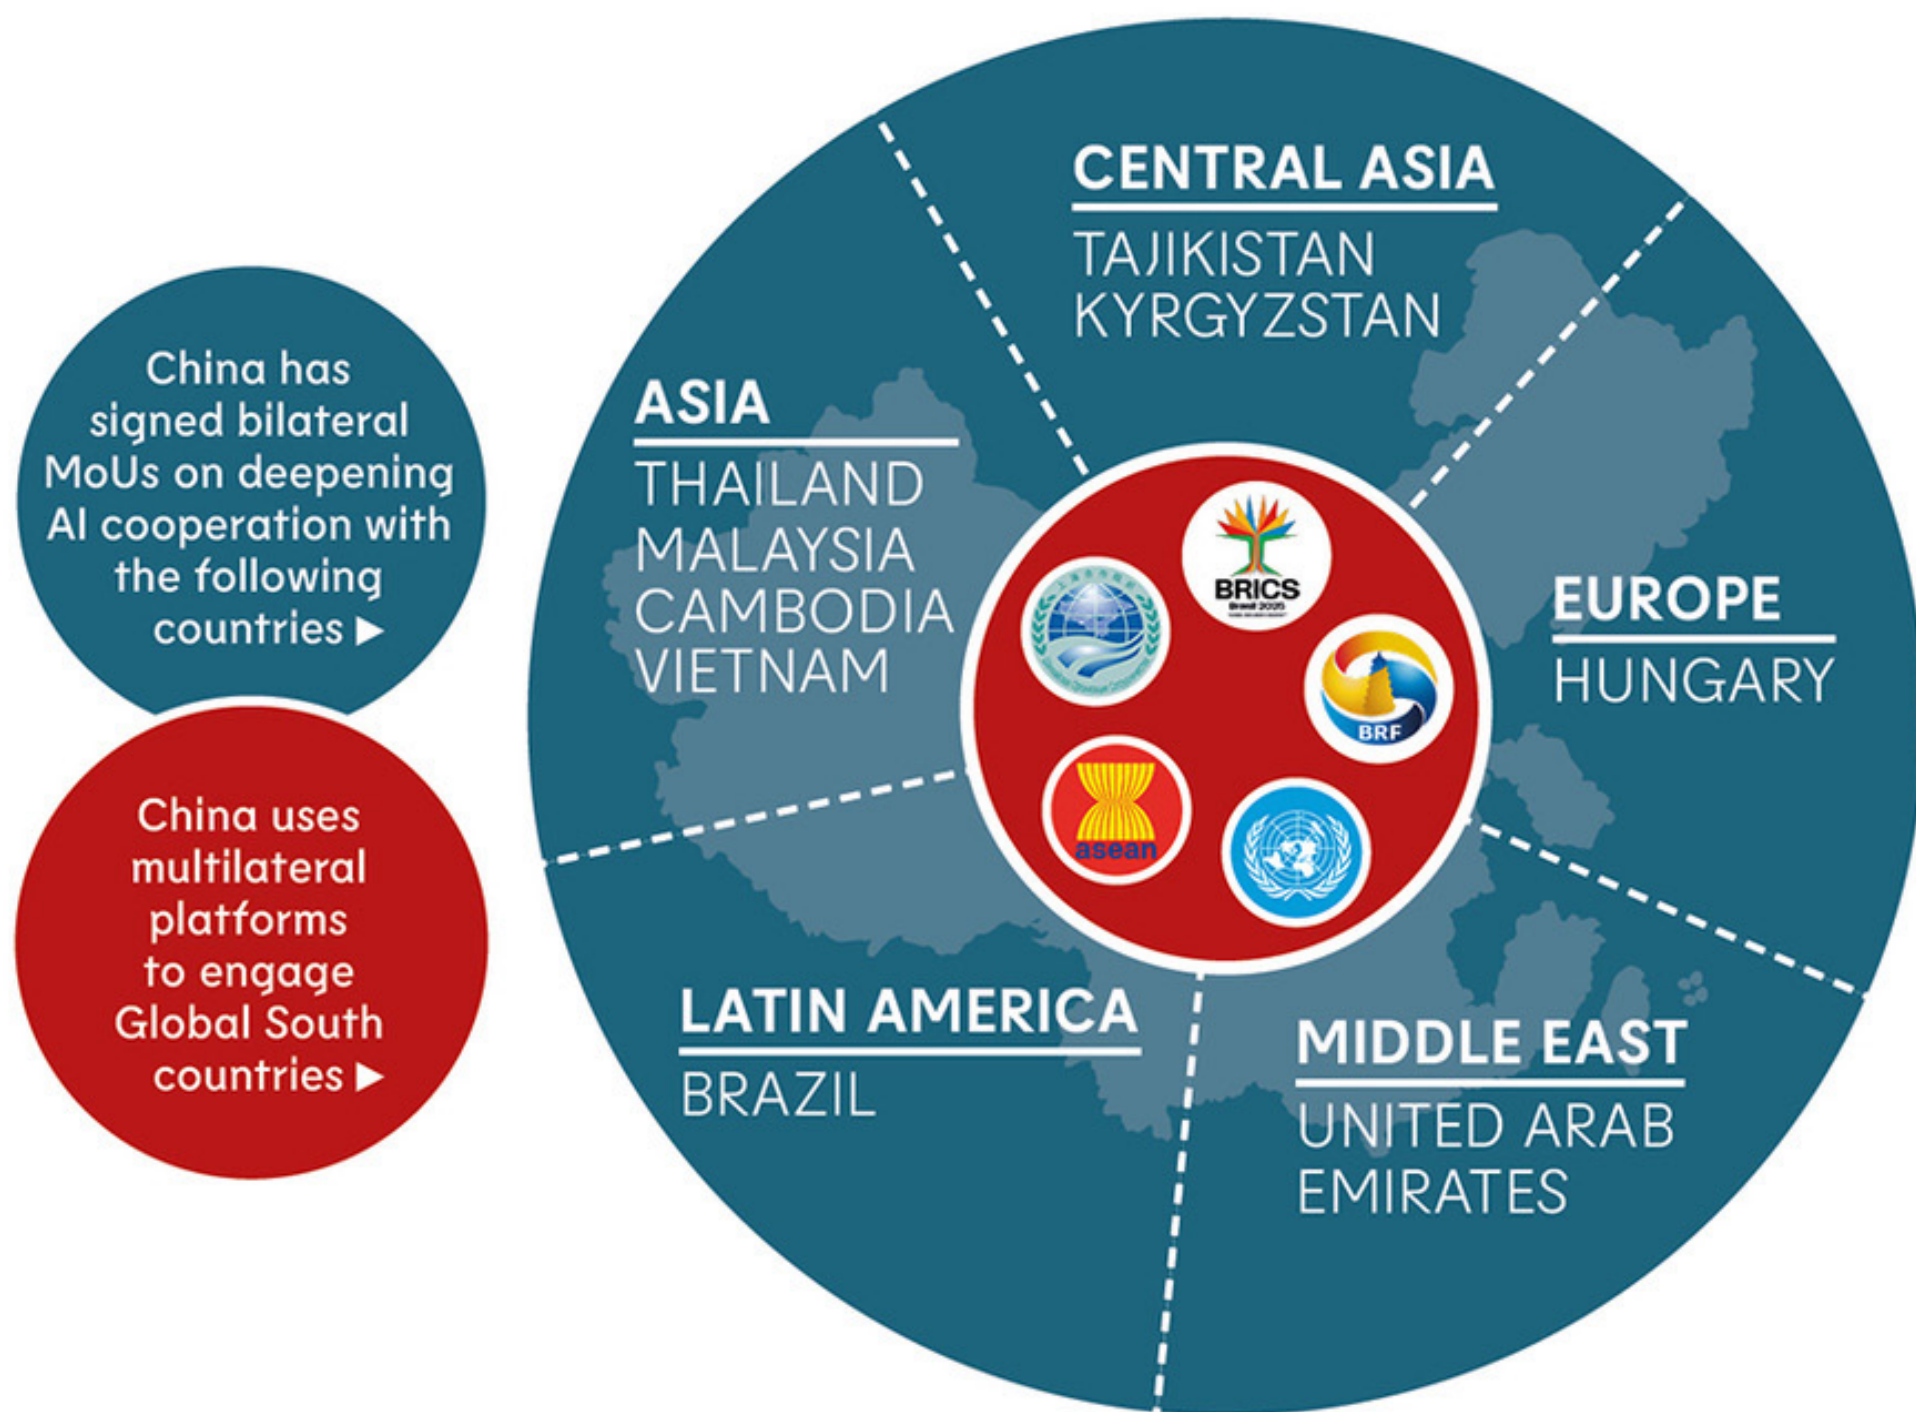 China has
signed bilateral
MoUs on deepening
AI cooperation with
the following
countries ▶
China uses
multilateral
platforms
to engage
Global South
countries ▶
CENTRAL ASIA
TAJIKISTAN
KYRGYZSTAN
ASIA
THAILAND
MALAYSIA
CAMBODIA
VIETNAM
EUROPE
HUNGARY
LATIN AMERICA
BRAZIL
MIDDLE EAST
UNITED ARAB
EMIRATES
BRICS
Brasil 2025
BRF
asean